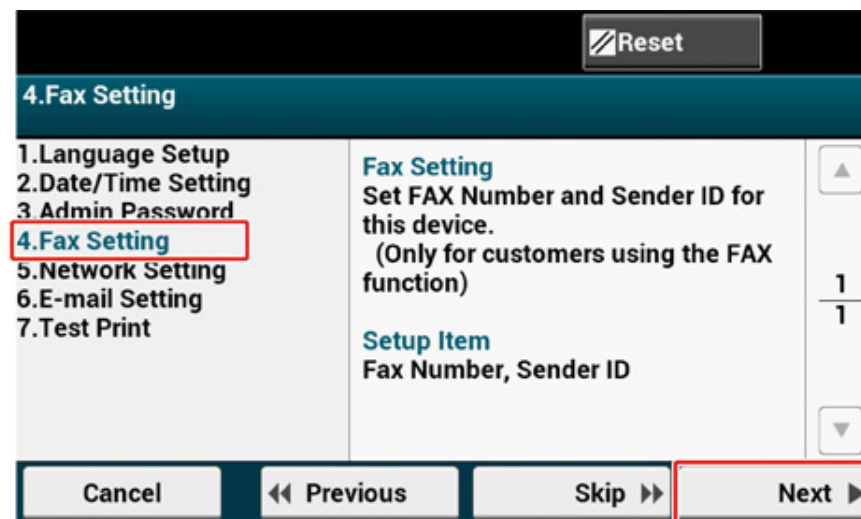 Reset
4.Fax Setting
1.Language Setup
2.Date/Time Setting
3.Admin Password
4.Fax Setting
5.Network Setting
6.E-mail Setting
7.Test Print
Fax Setting
Set FAX Number and Sender ID for
this device.
(Only for customers using the FAX
function)
Setup Item
Fax Number, Sender ID
1
1
Cancel
Previous
Skip
Next